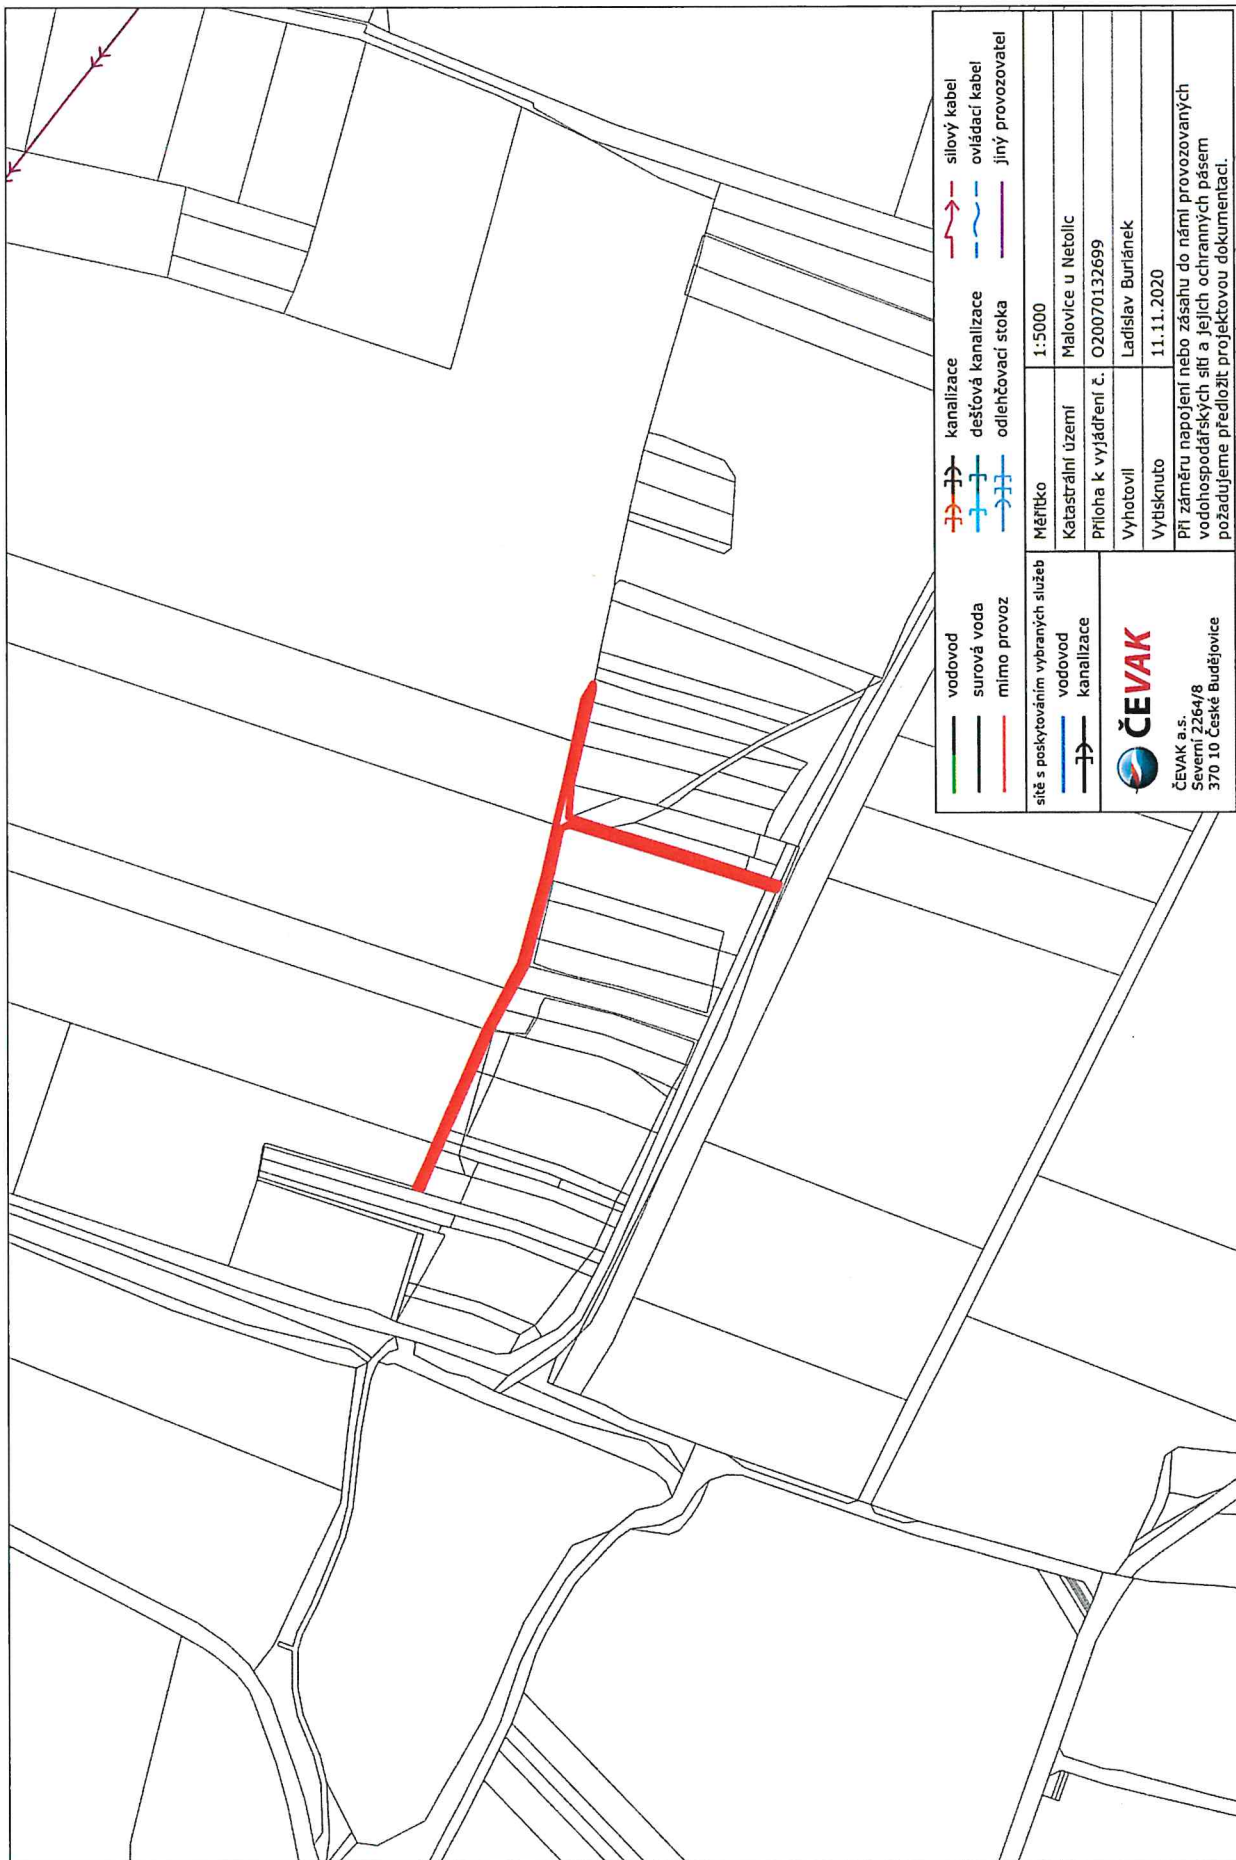 vodovod
surová voda
mimo provoz
kanalizace
dešťová kanalizace
odlehčovací stoka
silový kabel
ovládací kabel
jiný provozovatel
sítě s poskytováním vybraných služeb
vodovod
kanalizace
ČEVAK
ČEVAK a.s.
Severní 2264/8
370 10 České Budějovice
Měřítko 1:5000
Katastrální území Malovice u Netolic
Příloha k vyjádření č. O20070132699
Vyhotovil Ladislav Buriánek
Vytisknuto 11.11.2020
Při záměru napojení nebo zásahu do námi provozovaných
vodohospodářských sítí a jejich ochranných pásem
požadujeme předložit projektovou dokumentaci.